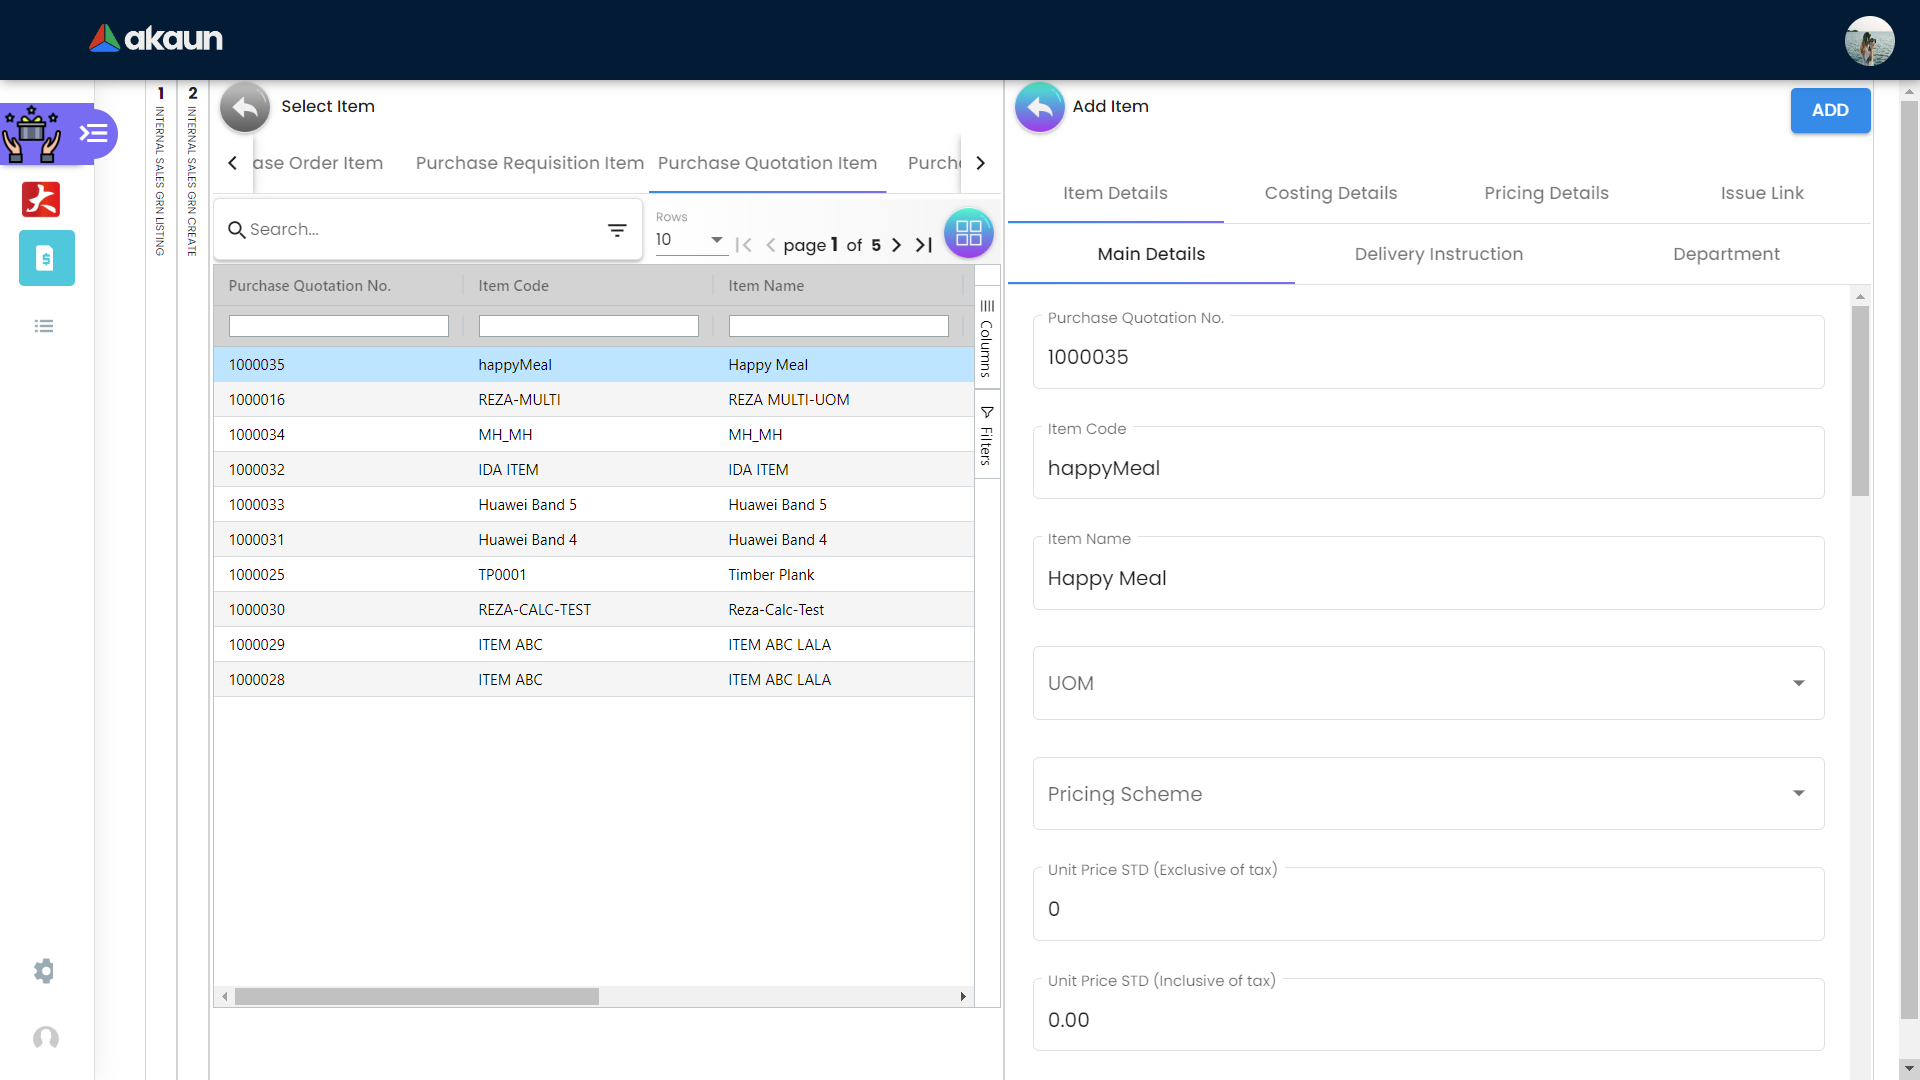 akaun
1 INTERNAL SALES GRN LISTING
2 INTERNAL SALES GRN CREATE
Select Item
ase Order Item
Purchase Requisition Item
Purchase Quotation Item
Purch
Search...
Rows
10
page 1 of 5
Purchase Quotation No.
Item Code
Item Name
1000035 happyMeal Happy Meal
1000016 REZA-MULTI REZA MULTI-UOM
1000034 MH_MH MH_MH
1000032 IDA ITEM IDA ITEM
1000033 Huawei Band 5 Huawei Band 5
1000031 Huawei Band 4 Huawei Band 4
1000025 TP0001 Timber Plank
1000030 REZA-CALC-TEST Reza-Calc-Test
1000029 ITEM ABC ITEM ABC LALA
1000028 ITEM ABC ITEM ABC LALA
Columns
Filters
Add Item
ADD
Item Details
Costing Details
Pricing Details
Issue Link
Main Details
Delivery Instruction
Department
Purchase Quotation No.
1000035
Item Code
happyMeal
Item Name
Happy Meal
UOM
Pricing Scheme
Unit Price STD (Exclusive of tax)
0
Unit Price STD (Inclusive of tax)
0.00